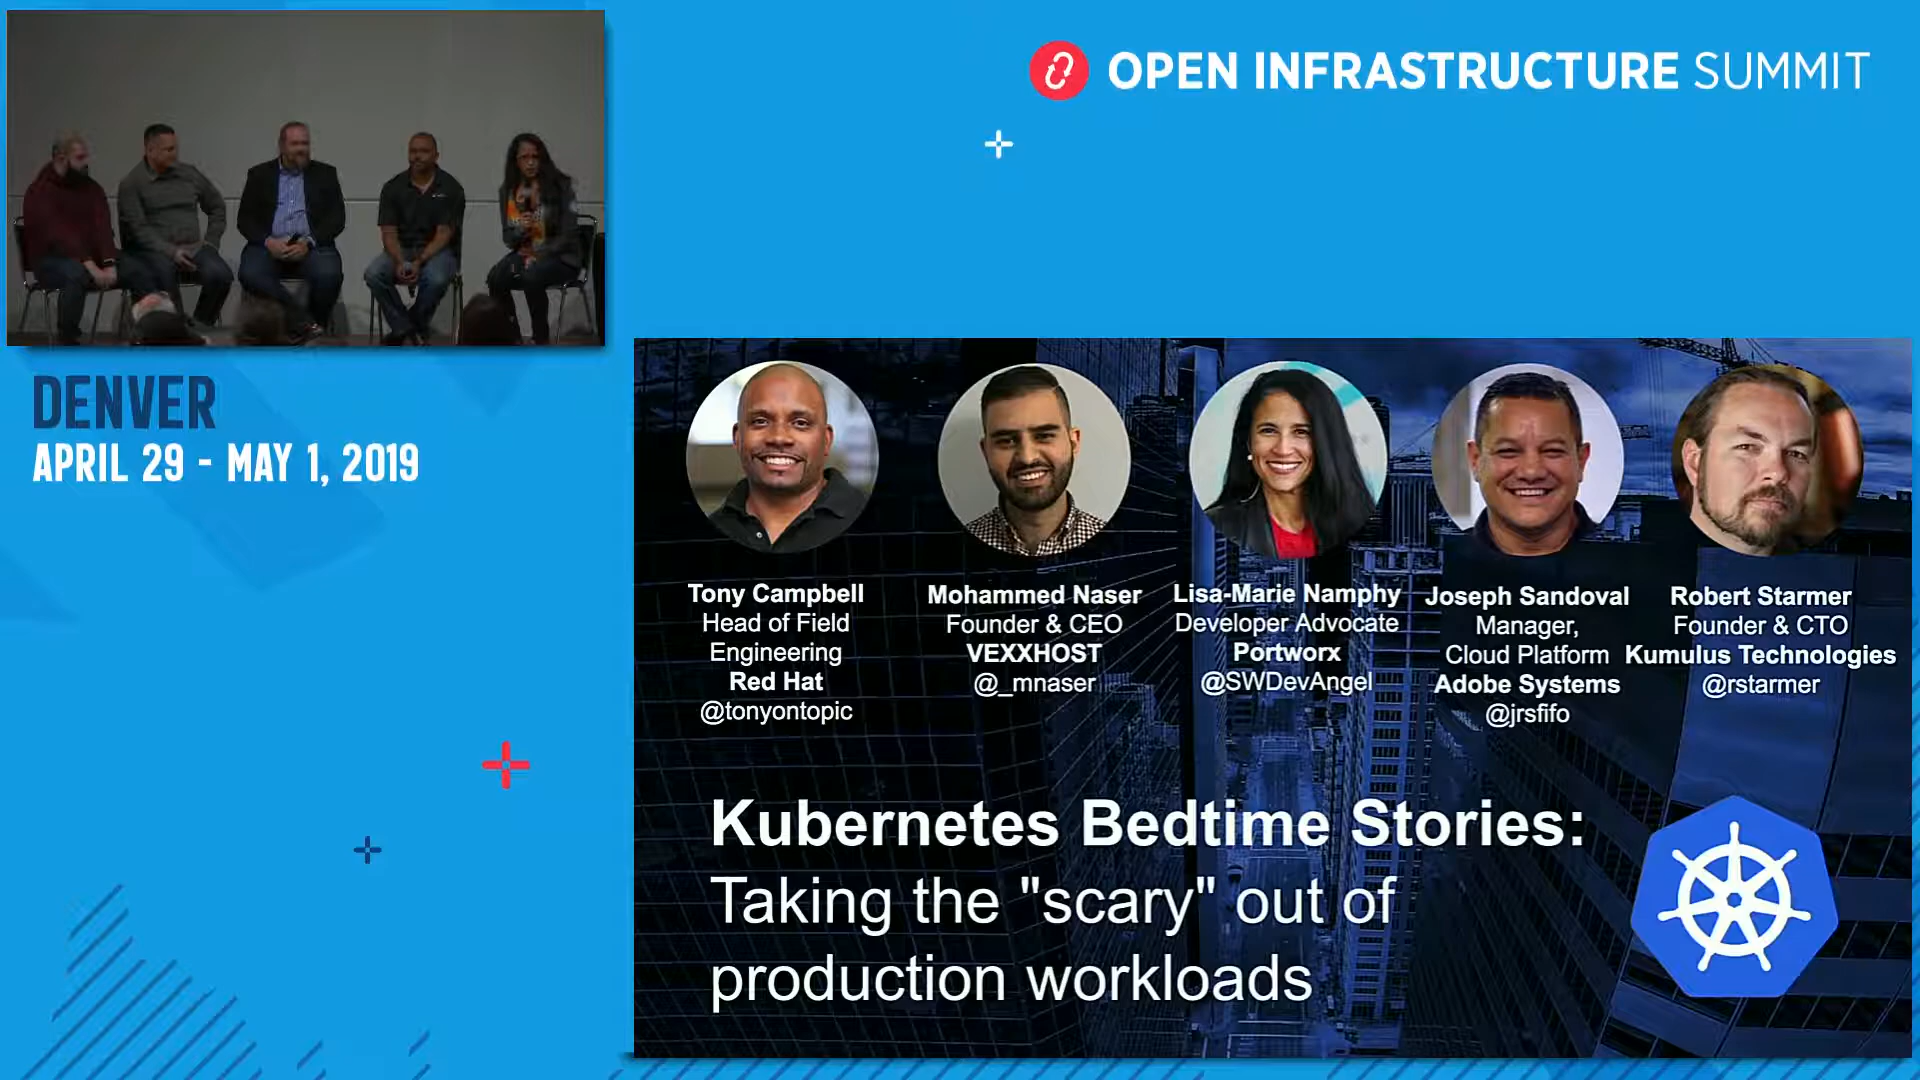 OPEN INFRASTRUCTURE SUMMIT
DENVER
APRIL 29 - MAY 1, 2019
Tony Campbell
Head of Field
Engineering
Red Hat
@tonyontopic
Mohammed Naser
Founder & CEO
VEXXHOST
@_mnaser
Lisa-Marie Namphy
Developer Advocate
Portworx
@SWDevAngel
Joseph Sandoval
Manager,
Cloud Platform
Adobe Systems
@jrsfifo
Robert Starmer
Founder & CTO
Kumulus Technologies
@rstarmer
Kubernetes Bedtime Stories:
Taking the "scary" out of
production workloads